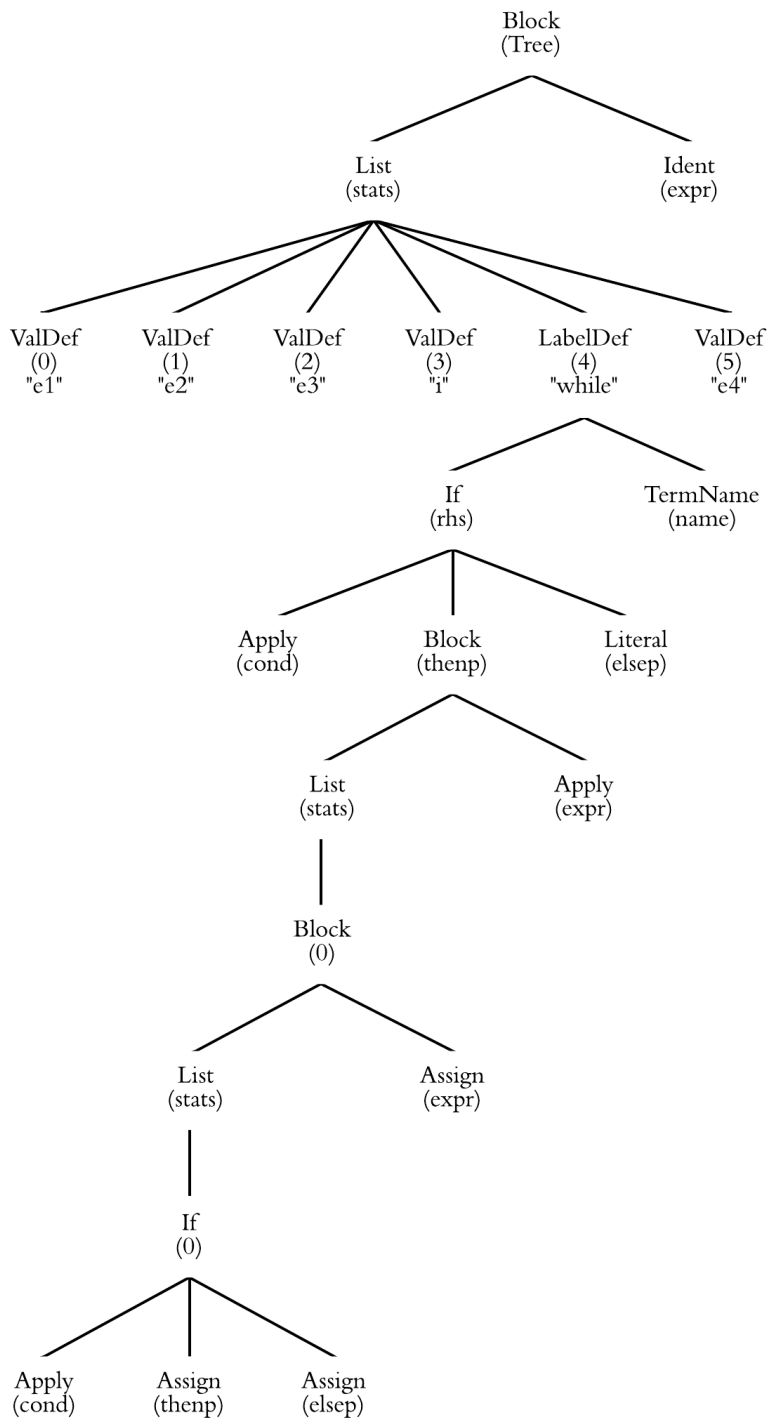 Block
(Tree)
List Ident
(stats) (expr)
ValDef ValDef ValDef ValDef LabelDef ValDef
(0) (1) (2) (3) (4) (5)
"e1" "e2" "e3" "i" "while" "e4"
If TermName
(rhs) (name)
Apply Block Literal
(cond) (thenp) (elsep)
List Apply
(stats) (expr)
Block
(0)
List Assign
(stats) (expr)
If
(0)
Apply Assign Assign
(cond) (thenp) (elsep)